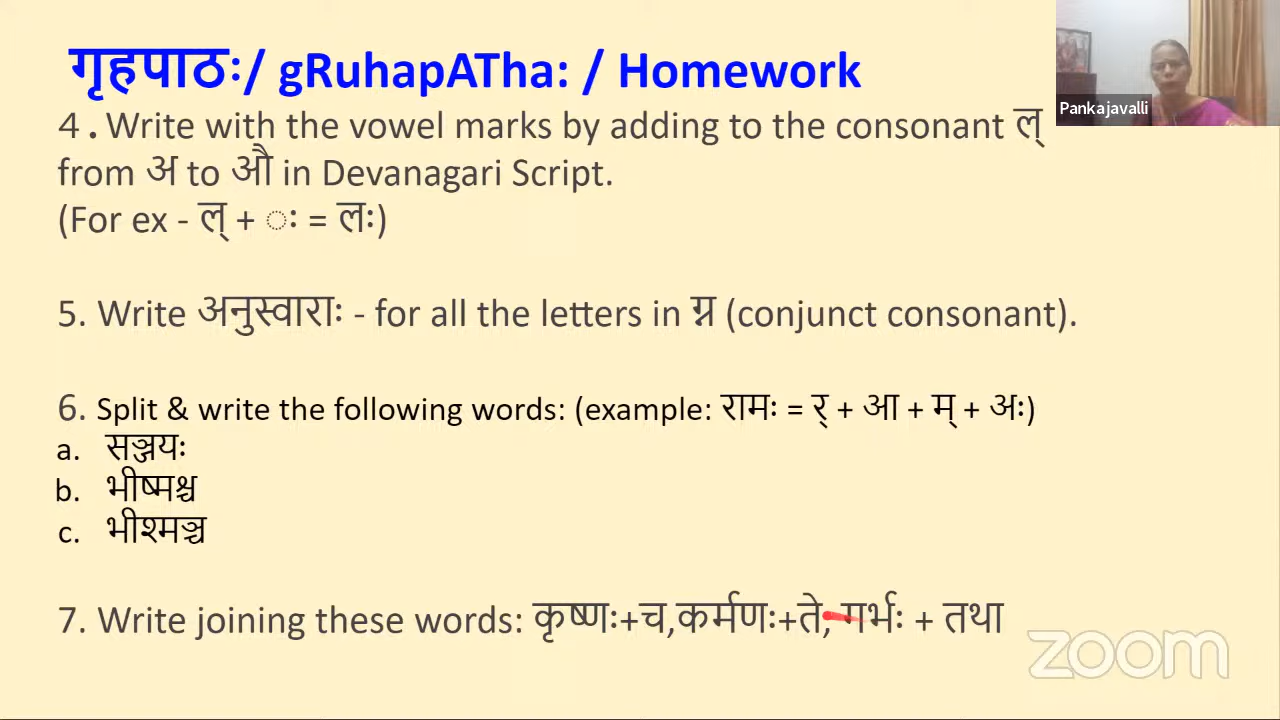 गृहपाठः/ gRuhapATha: / Homework
Pankajavalli
４. Write with the vowel marks by adding to the consonant ल्
from अ to औ in Devanagari Script.
(For ex - ल् + ः = लः)
5. Write अनुस्वाराः - for all the letters in ग्न (conjunct consonant).
6. Split & write the following words: (example: रामः = र् + आ + म् + अः)
a. सञ्जयः
b. भीष्मश्च
c. भीश्मञ्च
7. Write joining these words: कृष्णः+च,कर्मणः+ते, गर्भः + तथा
zoom